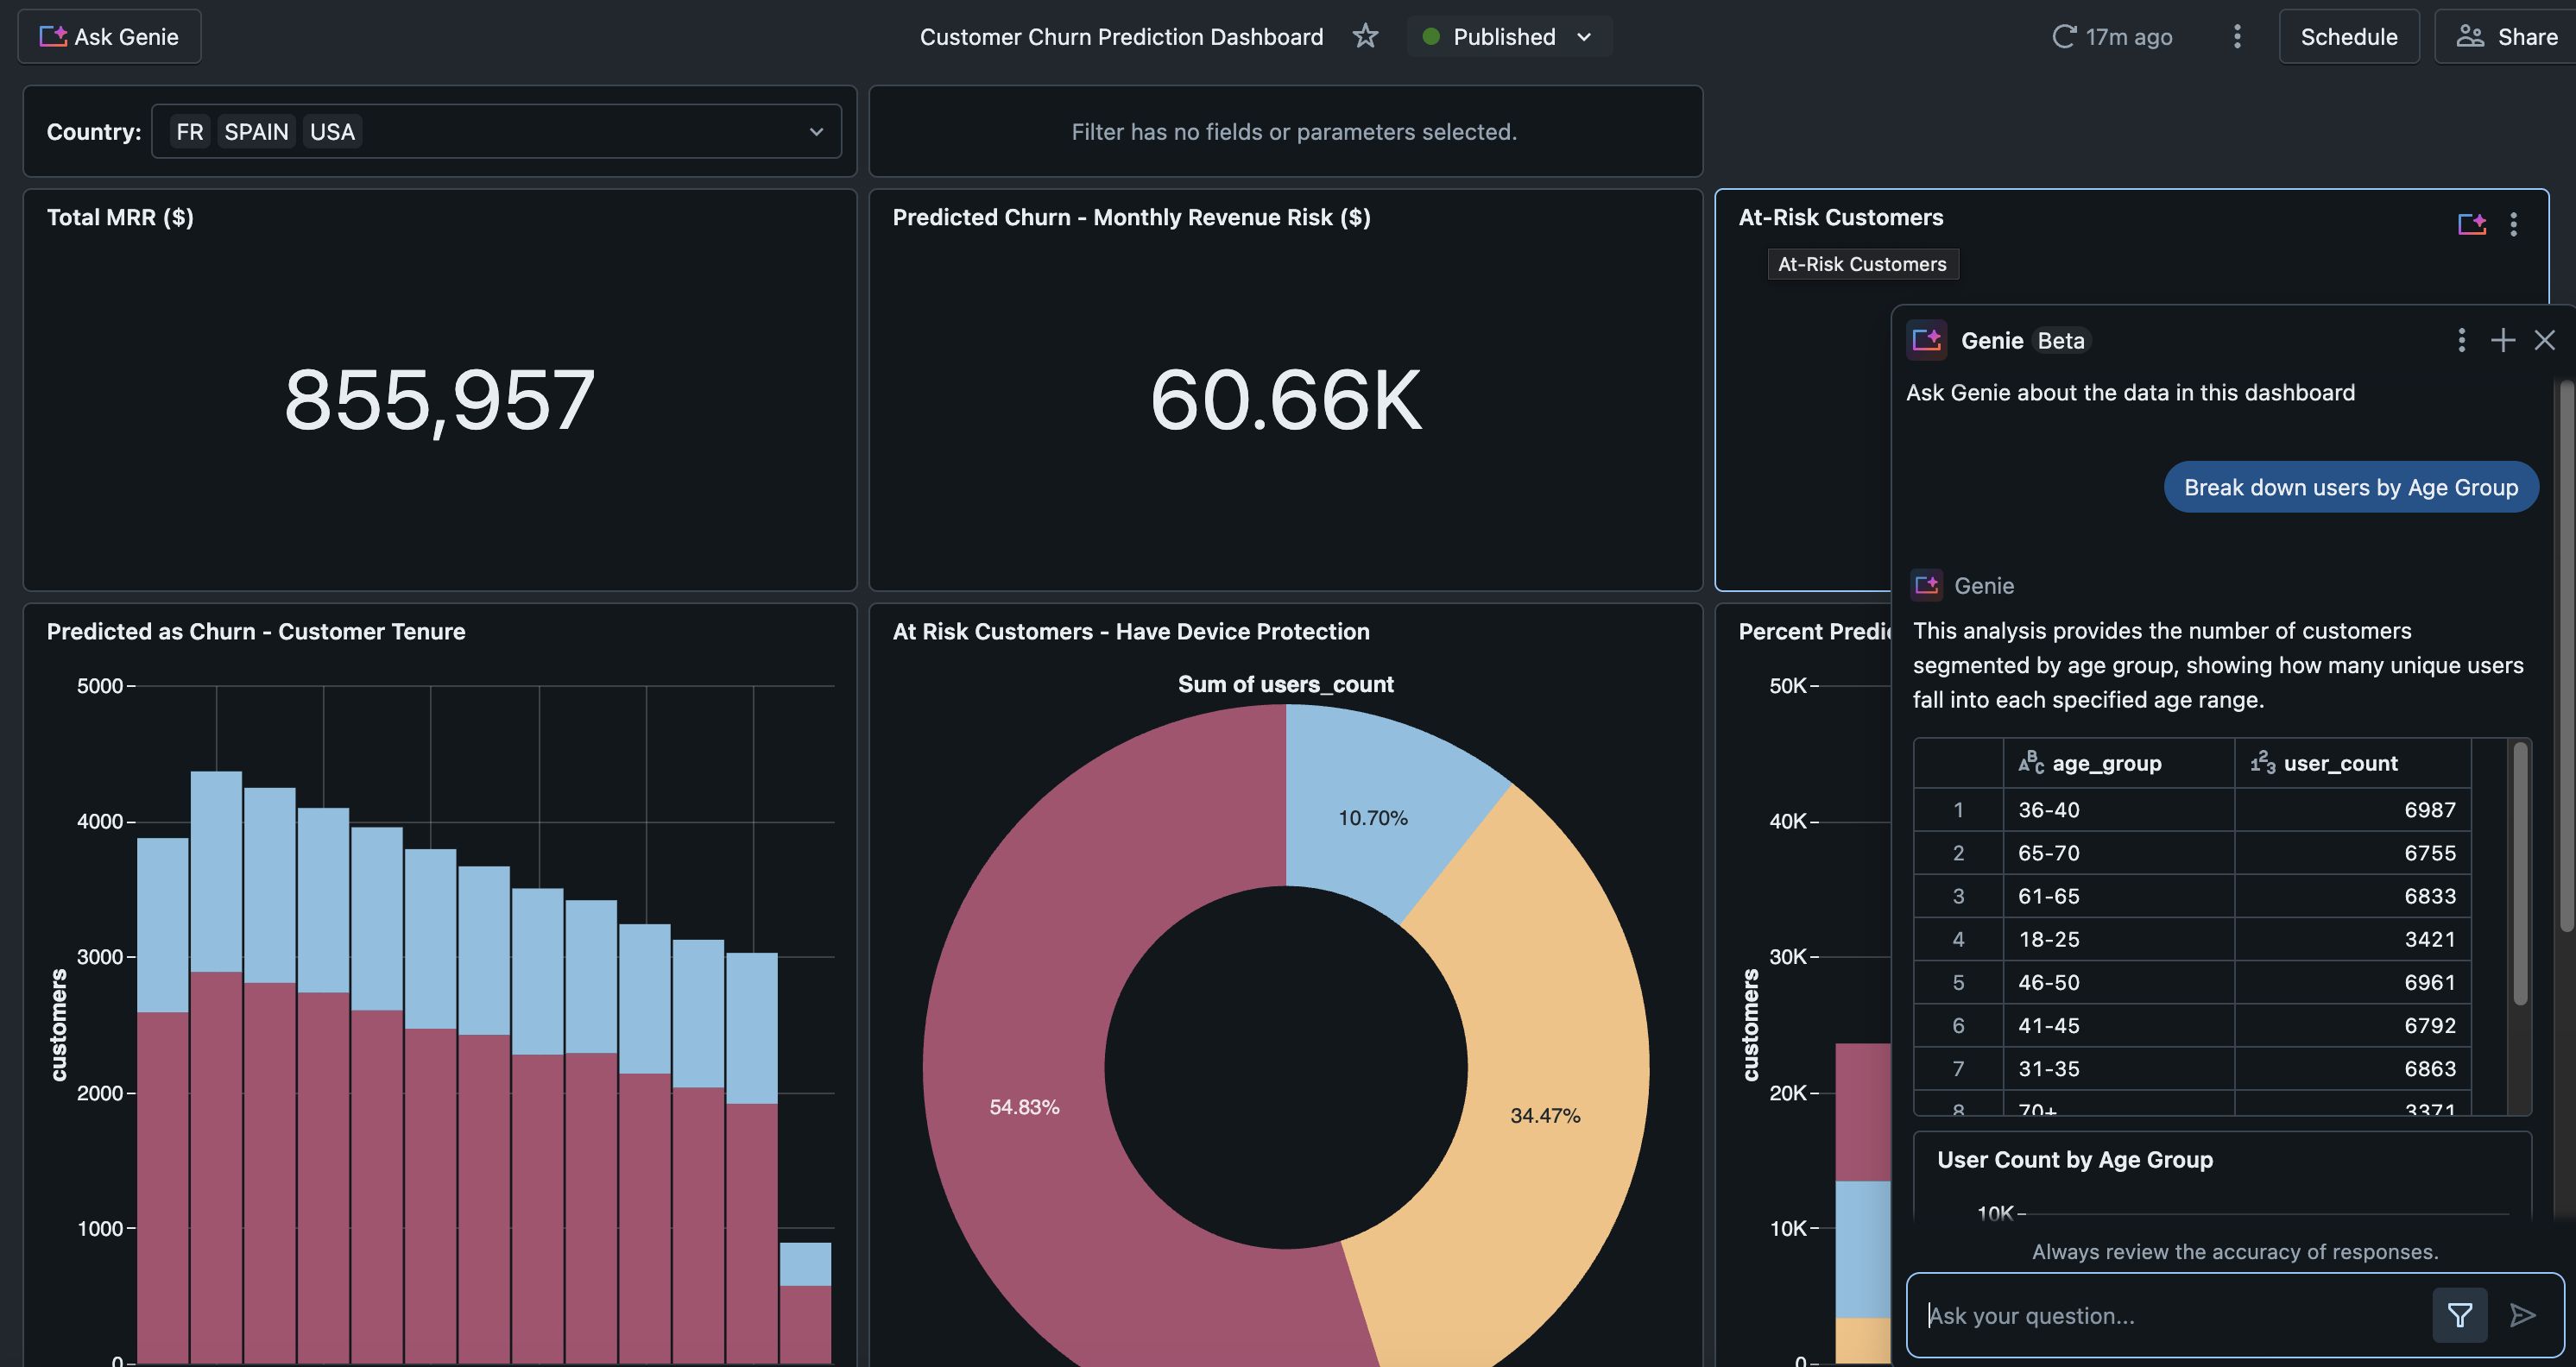 Ask Genie
Customer Churn Prediction Dashboard
Published
17m ago
Schedule
Share
Country: FR SPAIN USA
Filter has no fields or parameters selected.
Total MRR ($)
855,957
Predicted Churn - Monthly Revenue Risk ($)
60.66K
At-Risk Customers
At-Risk Customers
Predicted as Churn - Customer Tenure
5000
4000
3000
2000
1000
0
customers
At Risk Customers - Have Device Protection
Sum of users_count
10.70%
34.47%
54.83%
Percent
50K
40K
30K
20K
10K
0
customers
Genie Beta
Ask Genie about the data in this dashboard
Break down users by Age Group
Genie
This analysis provides the number of customers
segmented by age group, showing how many unique users
fall into each specified age range.
age_group user_count
1 36-40 6987
2 65-70 6755
3 61-65 6833
4 18-25 3421
5 46-50 6961
6 41-45 6792
7 31-35 6863
8 70+ 3371
User Count by Age Group
10K
Always review the accuracy of responses.
Ask your question...